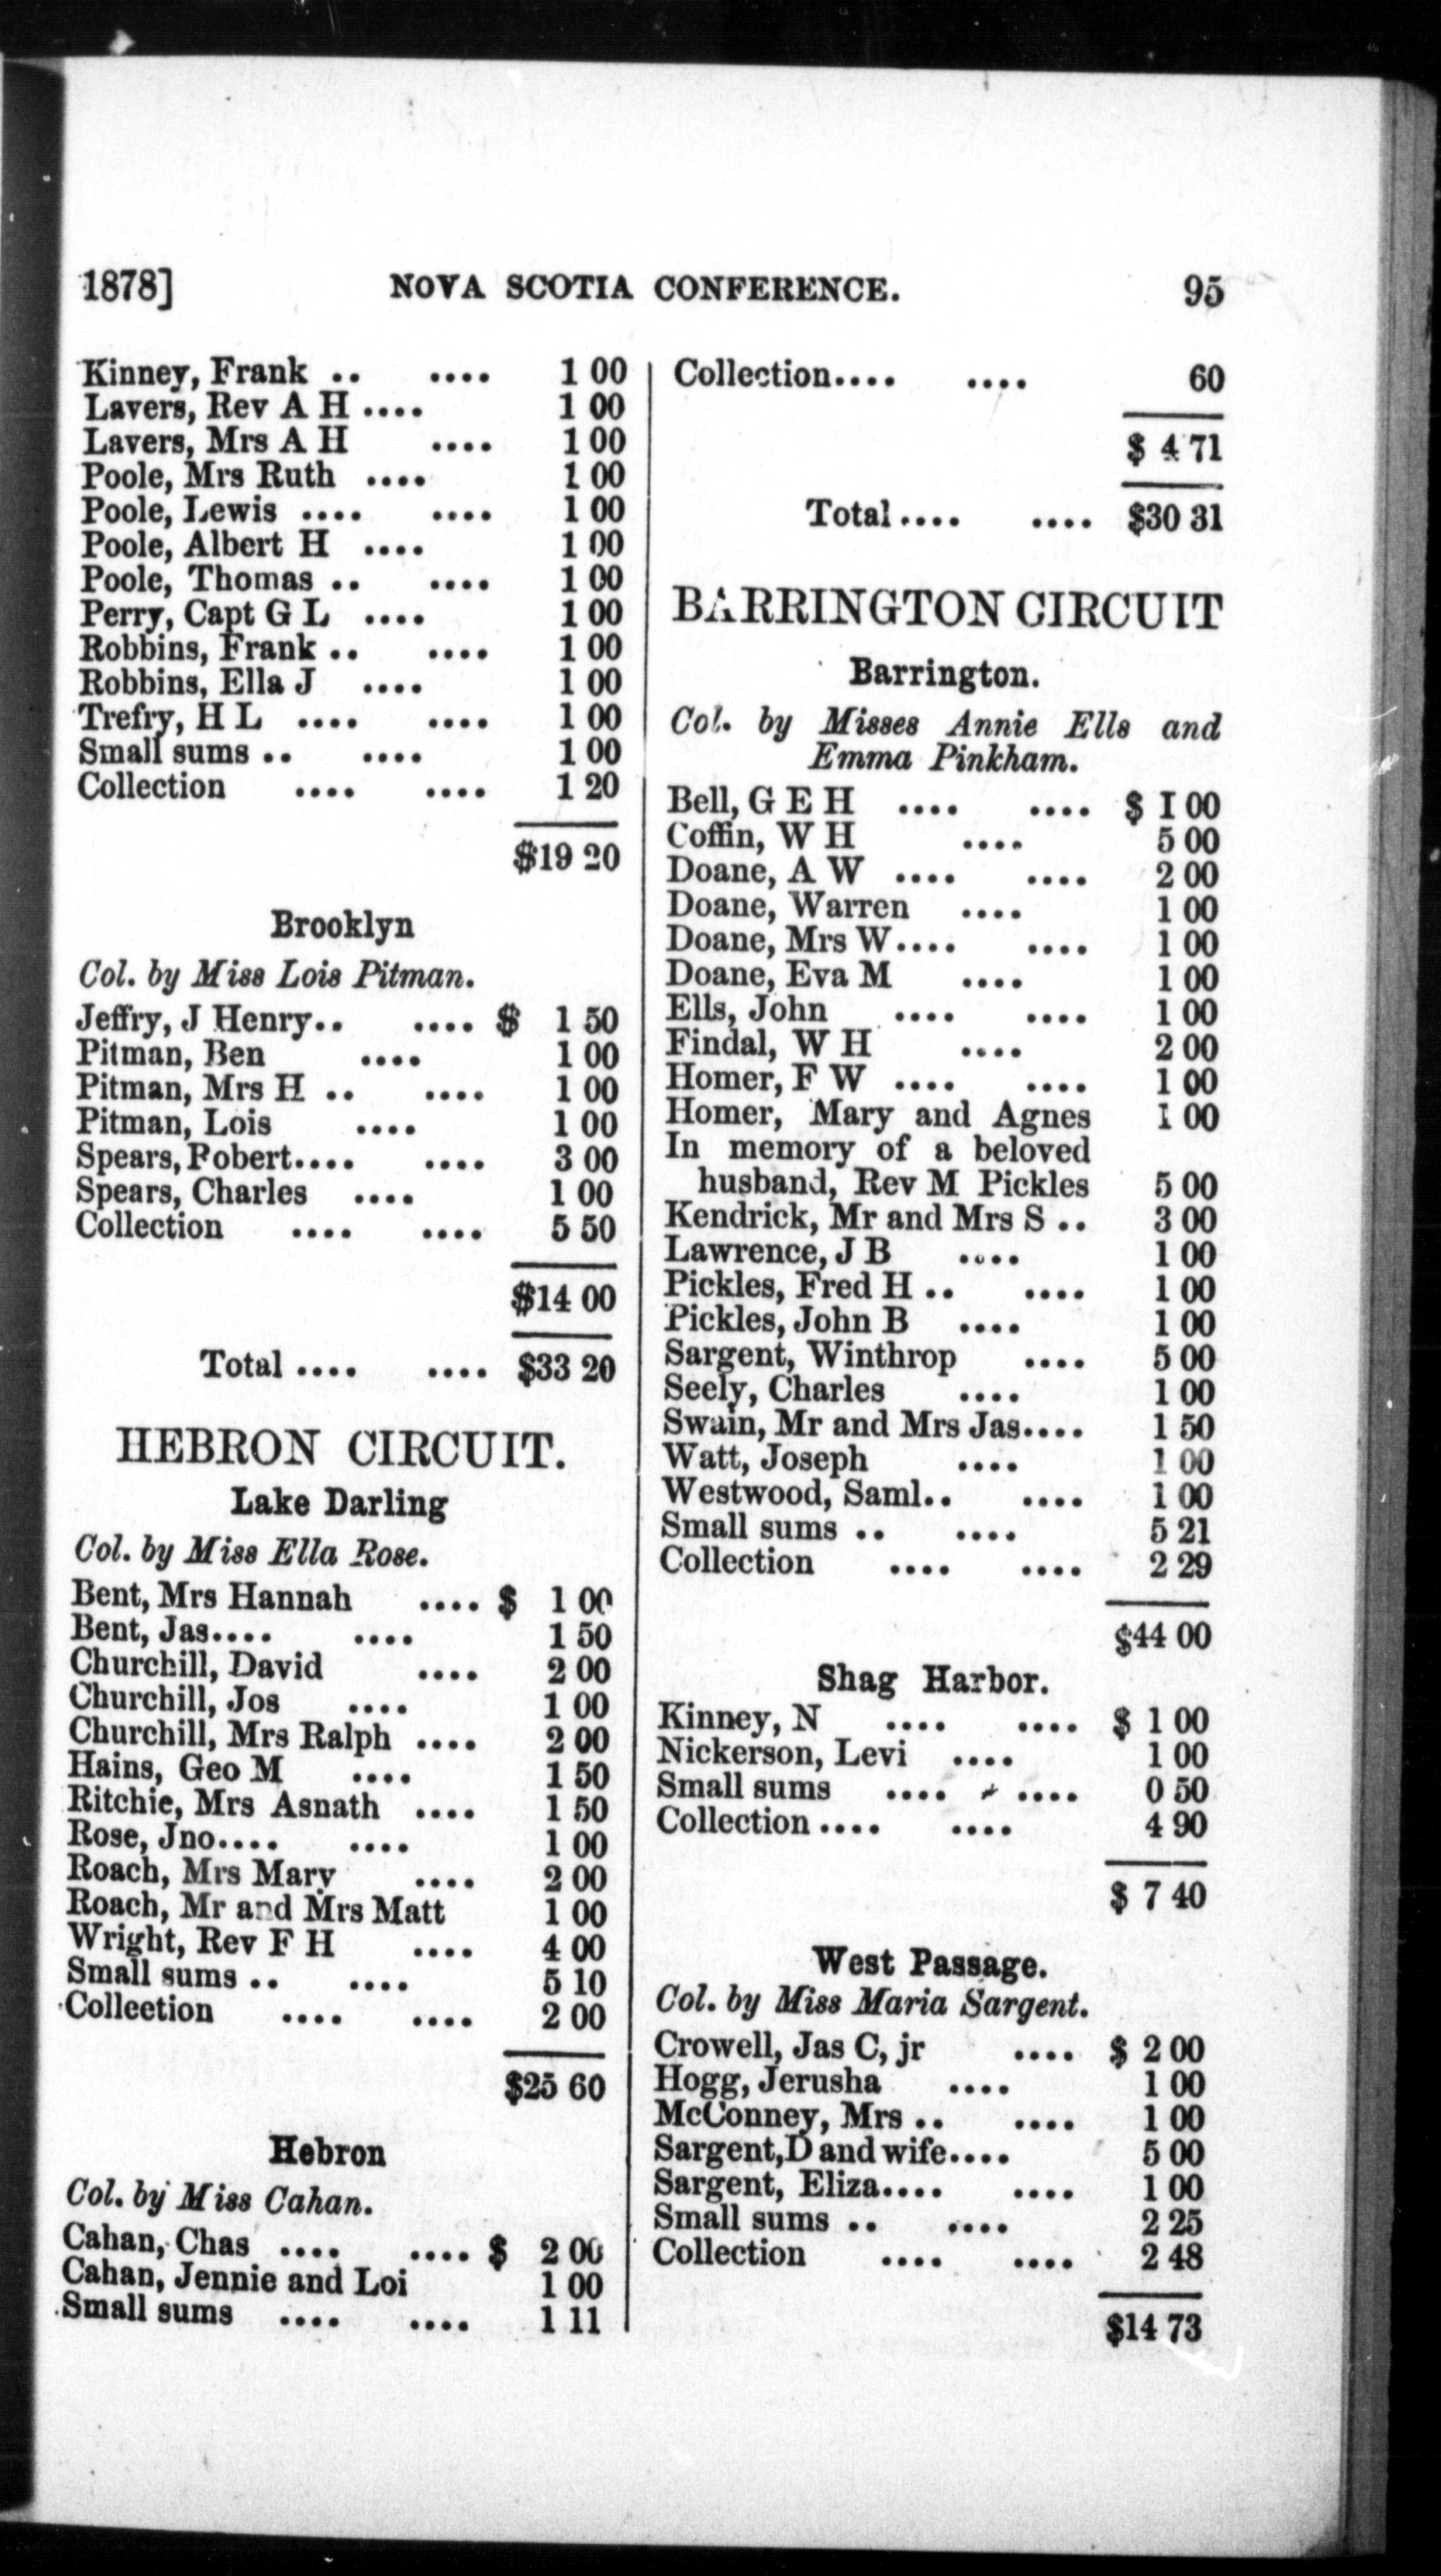 1878] NOVA SCOTIA CONFERENCE. 95
Kinney, Frank .. .... 1 00
Lavers, Rev A H .... 1 00
Lavers, Mrs A H .... 1 00
Poole, Mrs Ruth .... 1 00
Poole, Lewis .... .... 1 00
Poole, Albert H .... 1 00
Poole, Thomas .. .... 1 00
Perry, Capt G L .... 1 00
Robbins, Frank .. .... 1 00
Robbins, Ella J .... 1 00
Trefry, H L .... .... 1 00
Small sums .. .... 1 00
Collection .... .... 1 20
$19 20
Brooklyn
Col. by Miss Lois Pitman.
Jeffry, J Henry.. .... $ 1 50
Pitman, Ben .... 1 00
Pitman, Mrs H .. .... 1 00
Pitman, Lois .... 1 00
Spears, Robert.... .... 3 00
Spears, Charles .... 1 00
Collection .... .... 5 50
$14 00
Total .... .... $33 20
HEBRON CIRCUIT.
Lake Darling
Col. by Miss Ella Rose.
Bent, Mrs Hannah .... $ 1 00
Bent, Jas.... .... 1 50
Churchill, David .... 2 00
Churchill, Jos .... 1 00
Churchill, Mrs Ralph .... 2 00
Hains, Geo M .... 1 50
Ritchie, Mrs Asnath .... 1 50
Rose, Jno.... .... 1 00
Roach, Mrs Mary .... 2 00
Roach, Mr and Mrs Matt 1 00
Wright, Rev F H .... 4 00
Small sums .. .... 5 10
Collection .... .... 2 00
$25 60
Hebron
Col. by Miss Cahan.
Cahan, Chas .... .... $ 2 00
Cahan, Jennie and Loi 1 00
Small sums .... .... 1 11
Collection.... .... 60
$ 4 71
Total.... .... $30 31
BARRINGTON CIRCUIT
Barrington.
Col. by Misses Annie Ells and
Emma Pinkham.
Bell, G E H .... .... $ 1 00
Coffin, W H .... 5 00
Doane, A W .... .... 2 00
Doane, Warren .... 1 00
Doane, Mrs W.... .... 1 00
Doane, Eva M .... 1 00
Ells, John .... .... 1 00
Findal, W H .... 2 00
Homer, F W .... .... 1 00
Homer, Mary and Agnes 1 00
In memory of a beloved
husband, Rev M Pickles 5 00
Kendrick, Mr and Mrs S .. 3 00
Lawrence, J B .... 1 00
Pickles, Fred H .. .... 1 00
Pickles, John B .... 1 00
Sargent, Winthrop .... 5 00
Seely, Charles .... 1 00
Swain, Mr and Mrs Jas.... 1 50
Watt, Joseph .... 1 00
Westwood, Saml.. .... 1 00
Small sums .. .... 5 21
Collection .... .... 2 29
$44 00
Shag Harbor.
Kinney, N .... .... $ 1 00
Nickerson, Levi .... 1 00
Small sums .... .... 0 50
Collection .... .... 4 90
$ 7 40
West Passage.
Col. by Miss Maria Sargent.
Crowell, Jas C, jr .... $ 2 00
Hogg, Jerusha .... 1 00
McConney, Mrs .. .... 1 00
Sargent, D and wife.... 5 00
Sargent, Eliza.... .... 1 00
Small sums .. .... 2 25
Collection .... .... 2 48
$14 73